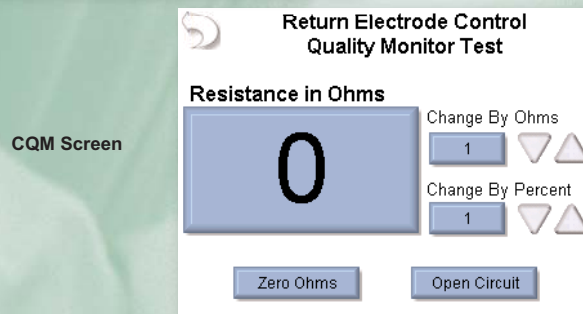 Return Electrode Control
Quality Monitor Test
Resistance in Ohms
CQM Screen
0
Change By Ohms
1
Change By Percent
1
Zero Ohms
Open Circuit